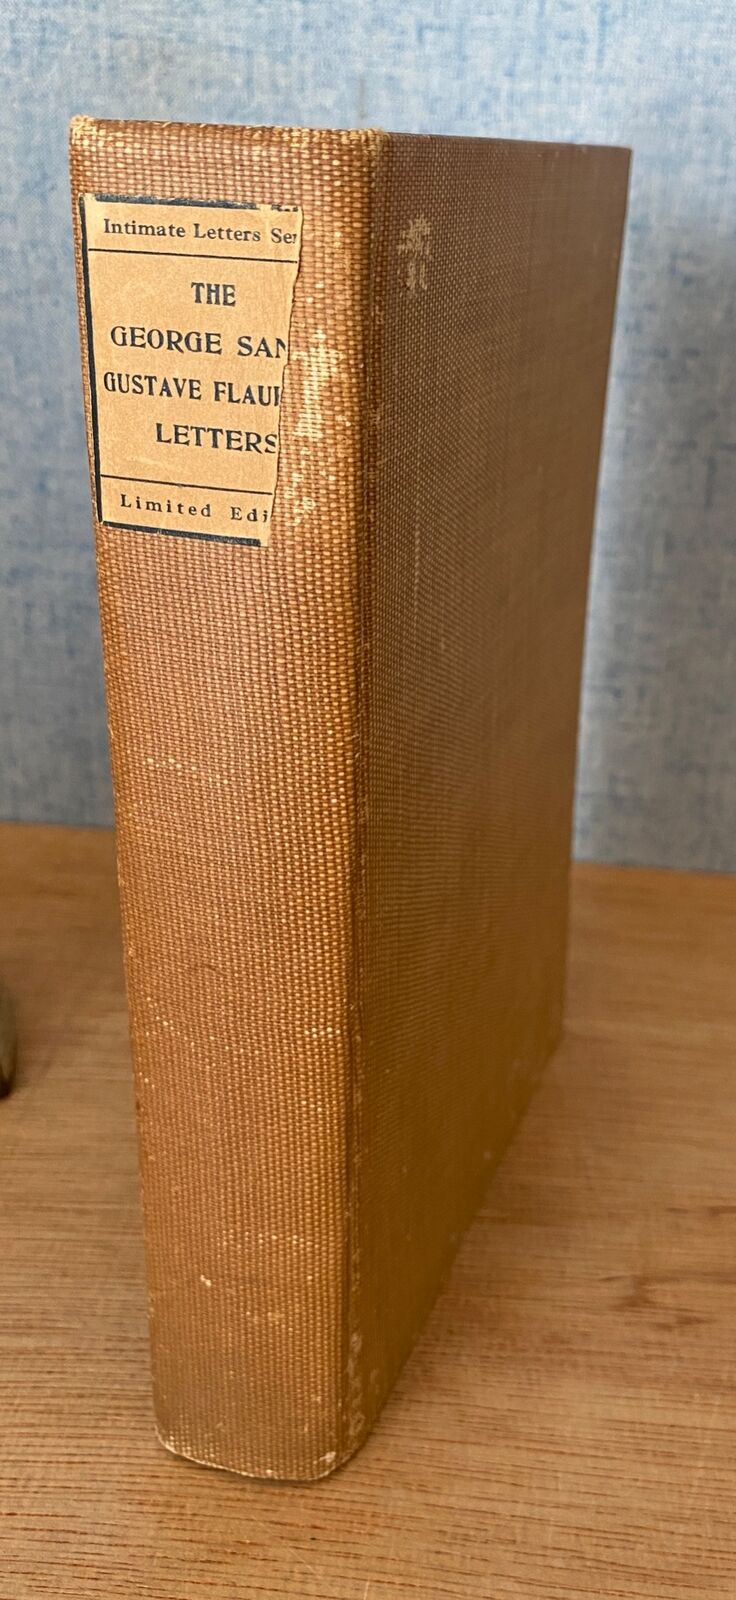 Intimate Letters Ser
THE
GEORGE SAN
GUSTAVE FLAU
LETTERS
Limited Edi